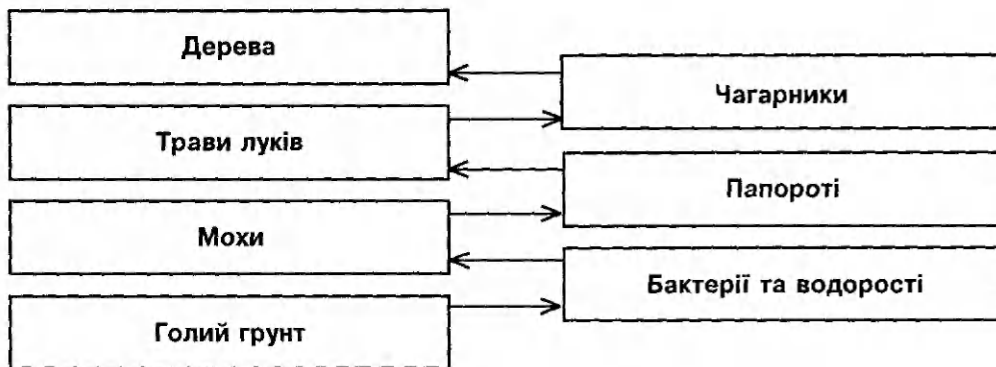 Дерева
Чагарники
Трави луків
Папороті
Мохи
Бактерії та водорості
Голий грунт